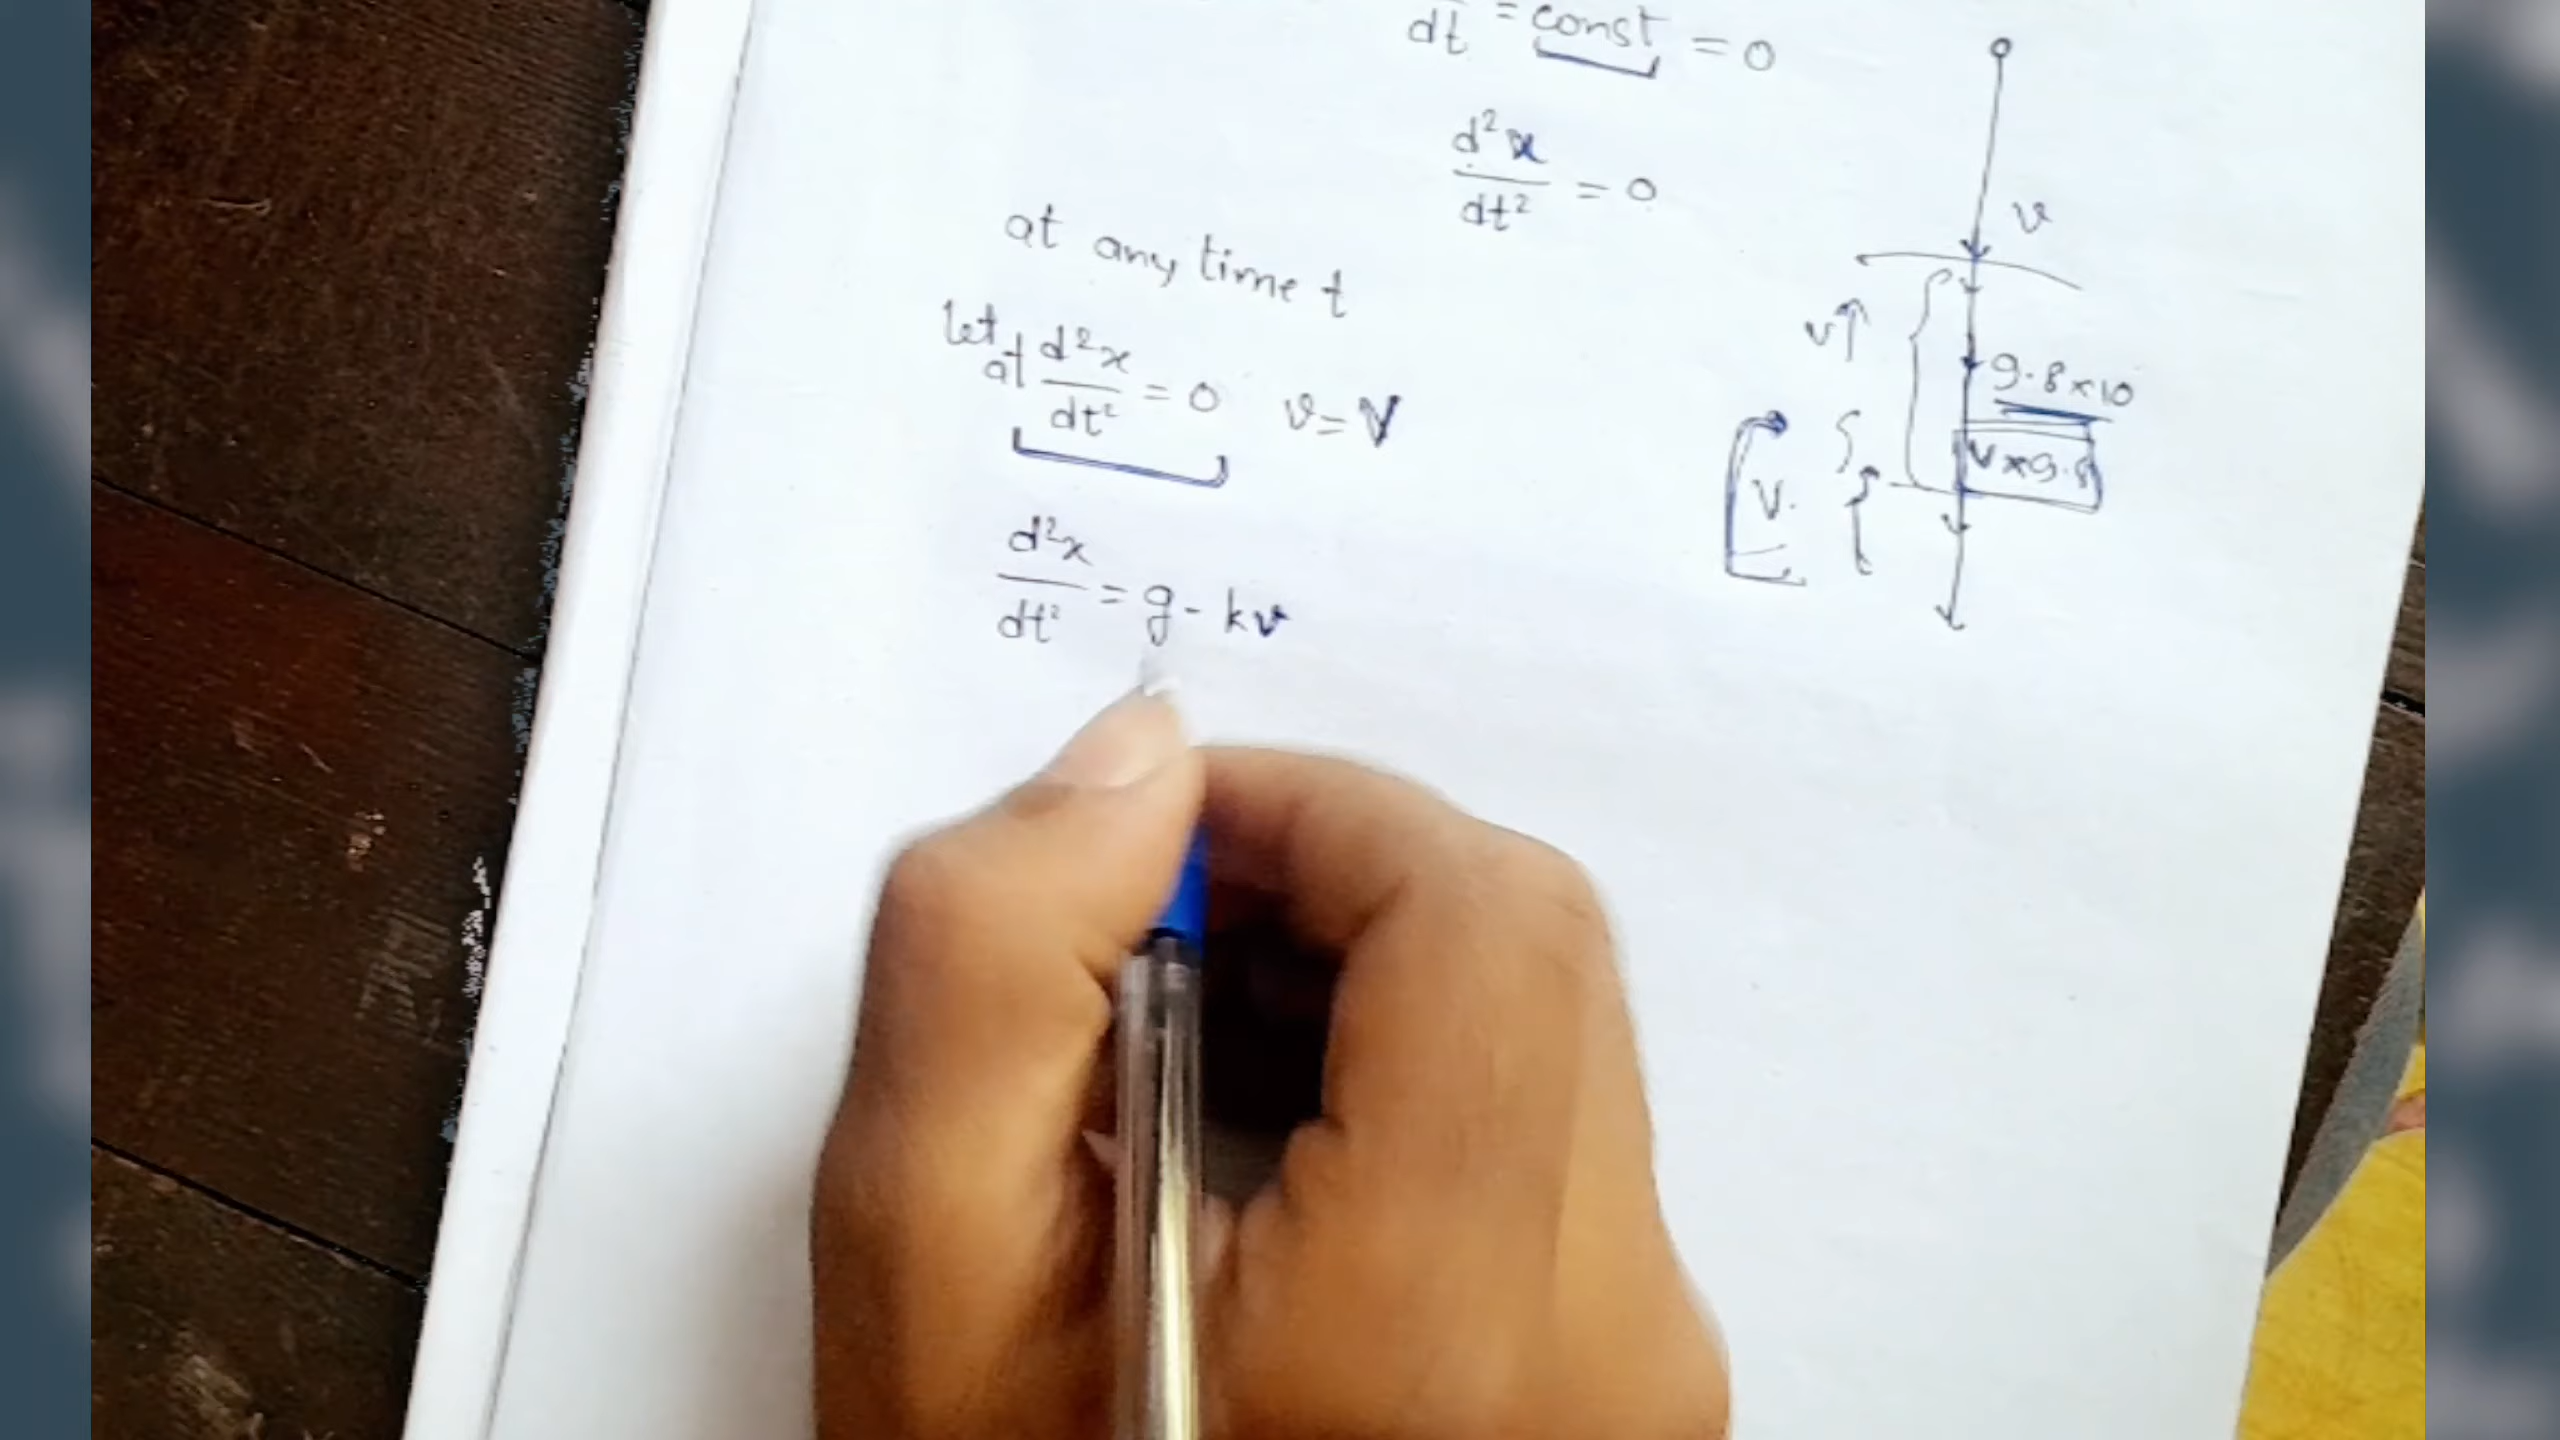 dt = const = 0
d²x
dt² = 0
at any time t
let at d²x
dt² = 0 v = V
d²x
dt² = g - kv
v
v↑
9.8×10
v×9.8
V.